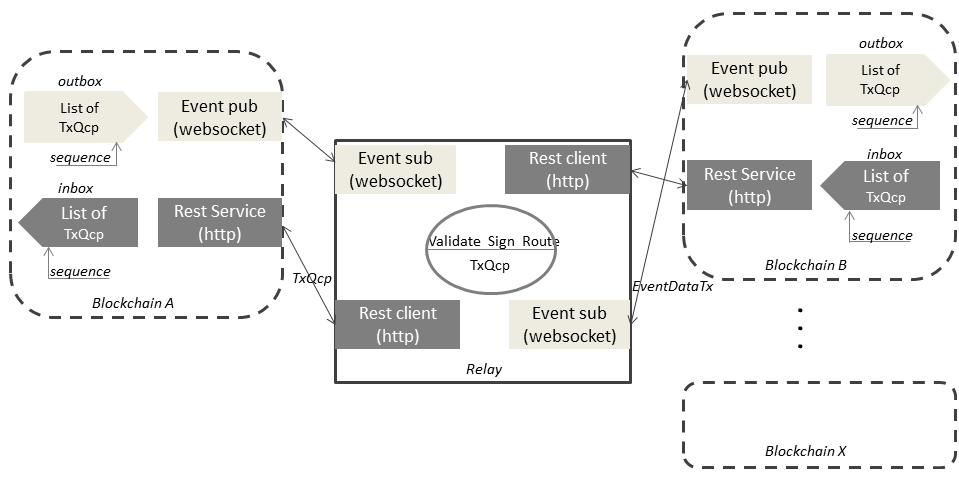 outbox
List of
TxQcp
sequence
Event pub
(websocket)
inbox
List of
TxQcp
sequence
Rest Service
(http)
Blockchain A
TxQcp
Event sub
(websocket)
Rest client
(http)
Validate Sign Route
TxQcp
Rest client
(http)
Event sub
(websocket)
Relay
EventDataTx
Event pub
(websocket)
outbox
List of
TxQcp
sequence
Rest Service
(http)
inbox
List of
TxQcp
sequence
Blockchain B
Blockchain X